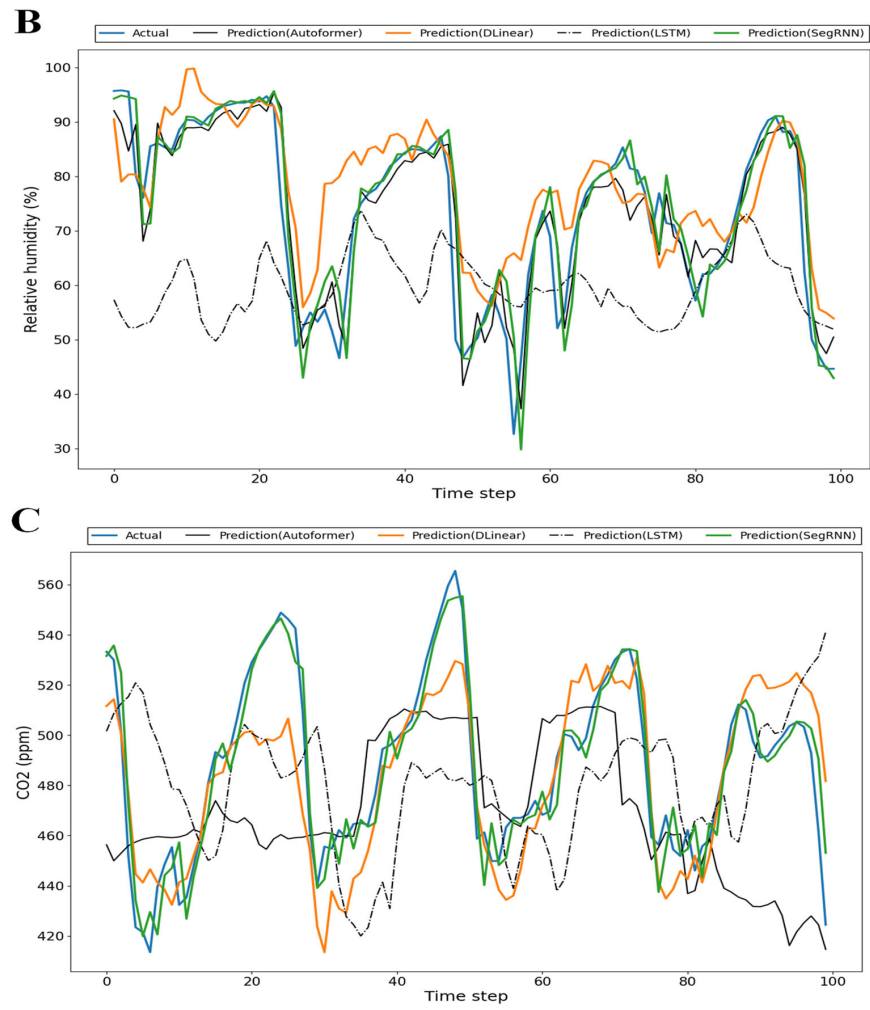 B
Actual Prediction(Autoformer) Prediction(DLinear) Prediction(LSTM) Prediction(SegRNN)
100
90
80
70
60
50
40
30
Relative humidity (%)
0 20 40 60 80 100
Time step
C
Actual Prediction(Autoformer) Prediction(DLinear) Prediction(LSTM) Prediction(SegRNN)
560
540
520
500
480
460
440
420
CO2 (ppm)
0 20 40 60 80 100
Time step